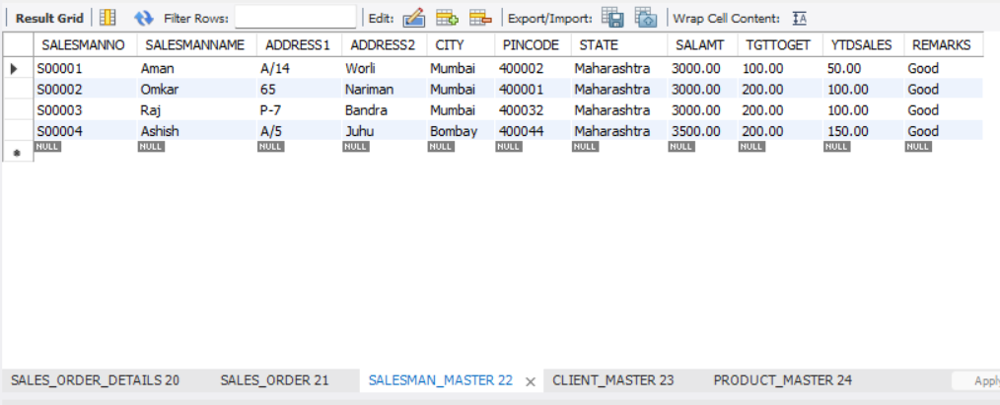 Result Grid Filter Rows: Edit: Export/Import: Wrap Cell Content: IA
SALESMANNO SALESMANNAME ADDRESS1 ADDRESS2 CITY PINCODE STATE SALAMT TGTTOGET YTDSALES REMARKS
S00001 Aman A/14 Worli Mumbai 400002 Maharashtra 3000.00 100.00 50.00 Good
S00002 Omkar 65 Nariman Mumbai 400001 Maharashtra 3000.00 200.00 100.00 Good
S00003 Raj P-7 Bandra Mumbai 400032 Maharashtra 3000.00 200.00 100.00 Good
S00004 Ashish A/5 Juhu Bombay 400044 Maharashtra 3500.00 200.00 150.00 Good
NULL NULL NULL NULL NULL NULL NULL NULL NULL NULL NULL
SALES_ORDER_DETAILS 20 SALES_ORDER 21 SALESMAN_MASTER 22 CLIENT_MASTER 23 PRODUCT_MASTER 24 Apply